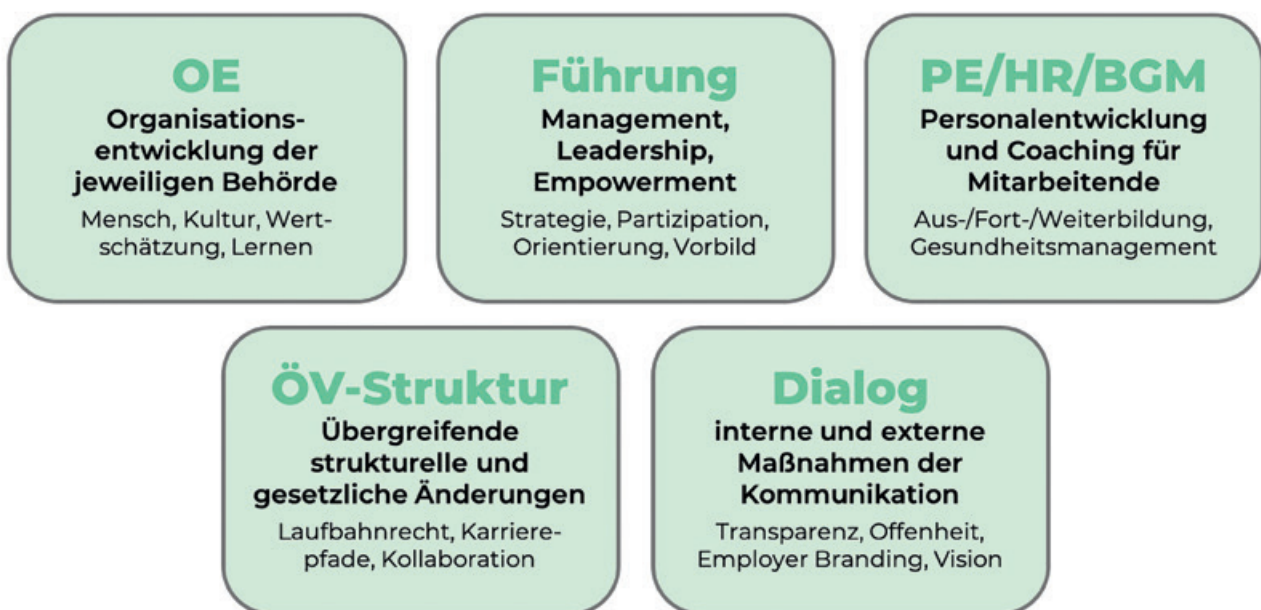 OE
Organisations-
entwicklung der
jeweiligen Behörde
Mensch, Kultur, Wert-
schätzung, Lernen
Führung
Management,
Leadership,
Empowerment
Strategie, Partizipation,
Orientierung, Vorbild
PE/HR/BGM
Personalentwicklung
und Coaching für
Mitarbeitende
Aus-/Fort-/Weiterbildung,
Gesundheitsmanagement
ÖV-Struktur
Übergreifende
strukturelle und
gesetzliche Änderungen
Laufbahnrecht, Karriere-
pfade, Kollaboration
Dialog
interne und externe
Maßnahmen der
Kommunikation
Transparenz, Offenheit,
Employer Branding, Vision